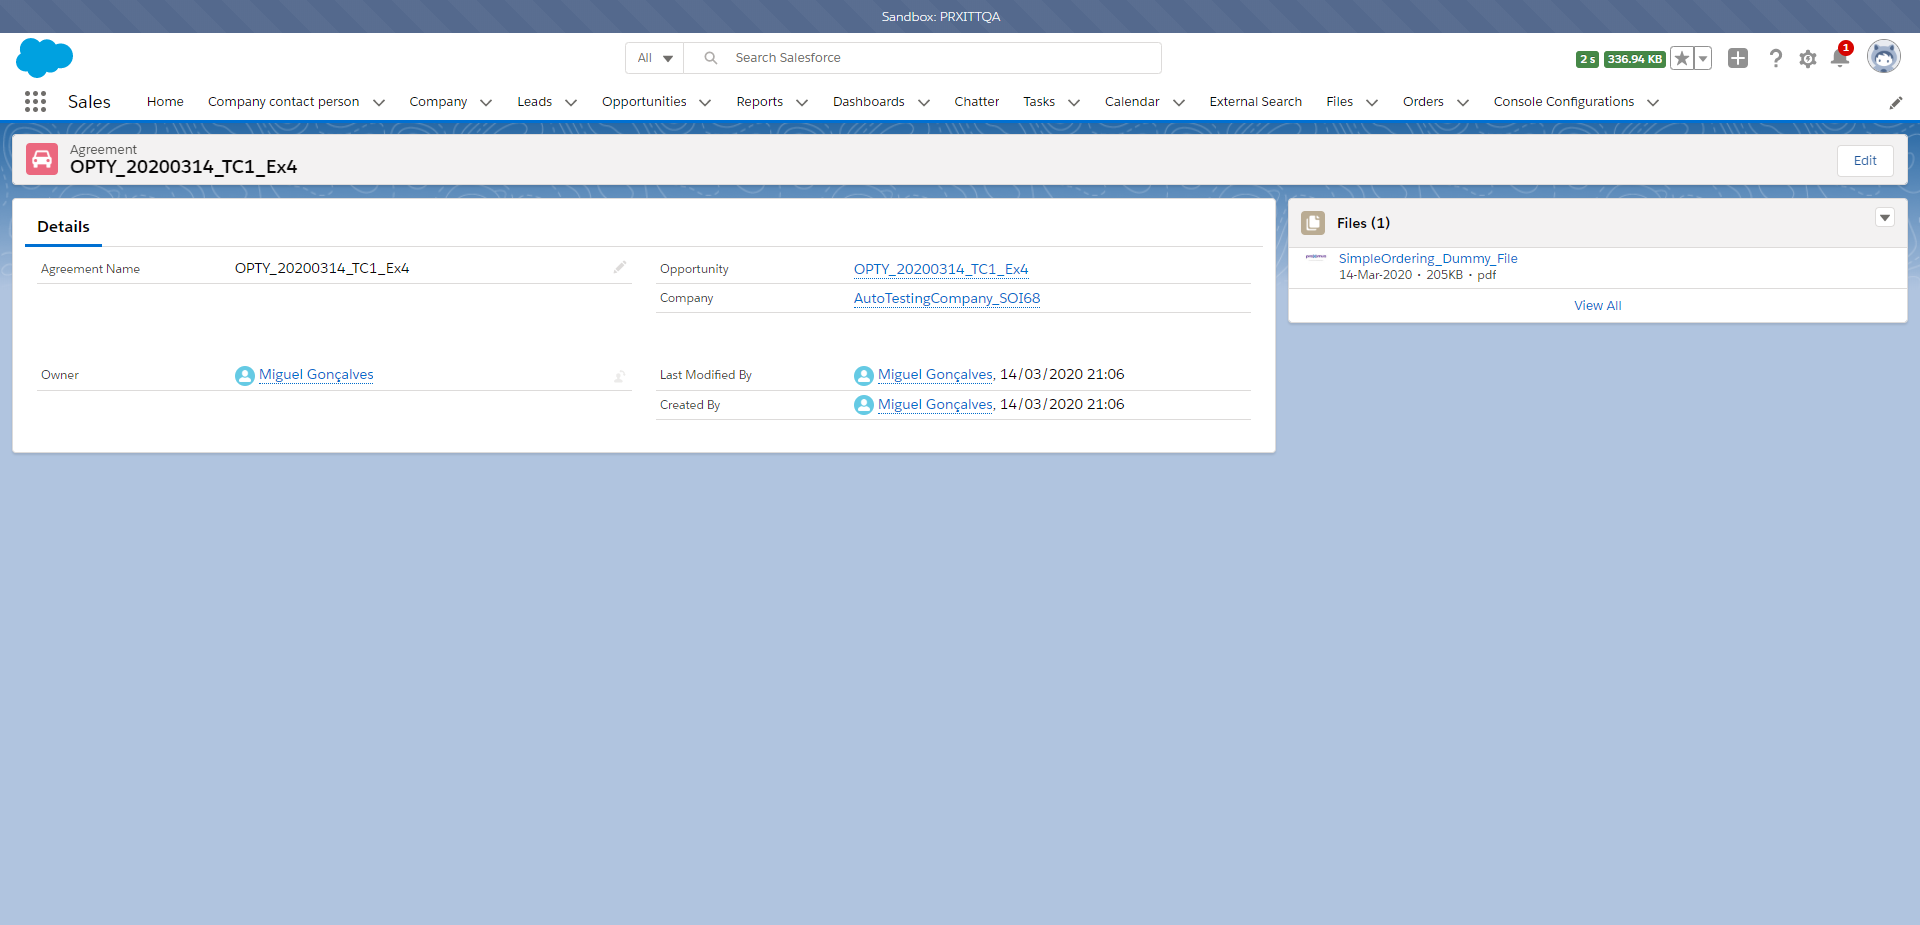 Sandbox: PRXITTQA
All Search Salesforce 2 s 336.94 KB 1
Sales Home Company contact person Company Leads Opportunities Reports Dashboards Chatter Tasks Calendar External Search Files Orders Console Configurations
Agreement
OPTY_20200314_TC1_Ex4
Edit
Details
Agreement Name OPTY_20200314_TC1_Ex4
Opportunity OPTY_20200314_TC1_Ex4
Company AutoTestingCompany_SOI68
Owner Miguel Gonçalves
Last Modified By Miguel Gonçalves, 14/03/2020 21:06
Created By Miguel Gonçalves, 14/03/2020 21:06
Files (1)
SimpleOrdering_Dummy_File
14-Mar-2020 • 205KB • pdf
View All